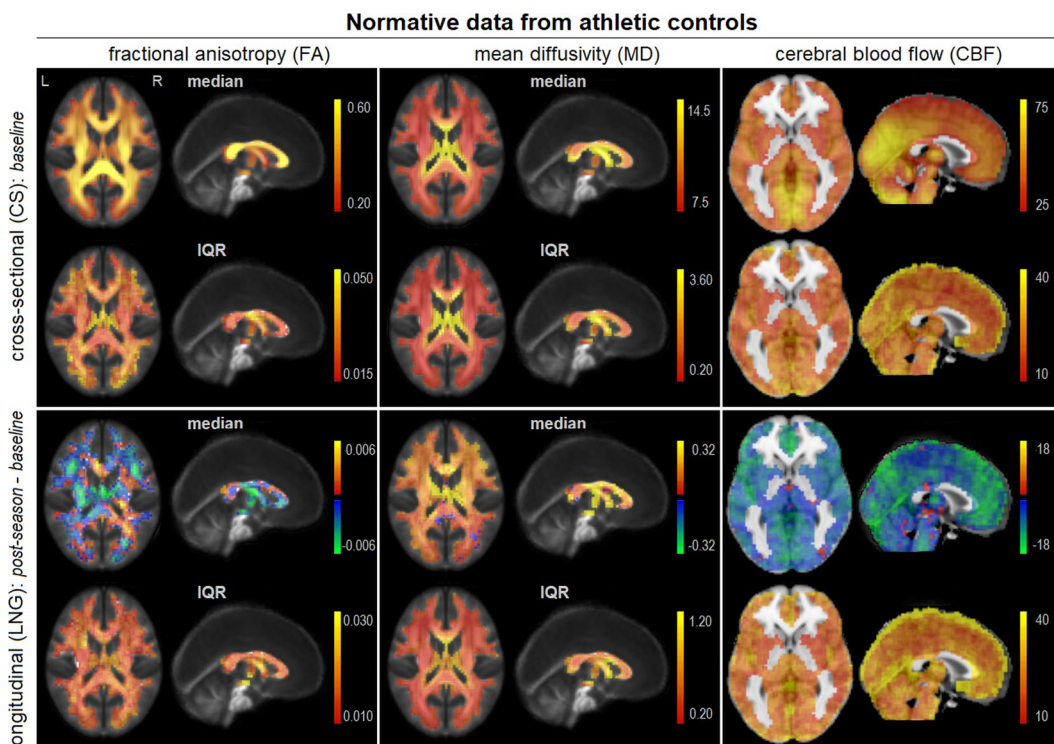 Normative data from athletic controls
fractional anisotropy (FA)
mean diffusivity (MD)
cerebral blood flow (CBF)
cross-sectional (CS): baseline
L
R
median
0.60
0.20
median
14.5
7.5
75
25
IQR
0.050
0.015
IQR
3.60
0.20
40
10
ongitudinal (LNG): post-season - baseline
median
0.006
-0.006
median
0.32
-0.32
18
-18
IQR
0.030
0.010
IQR
1.20
0.20
40
10